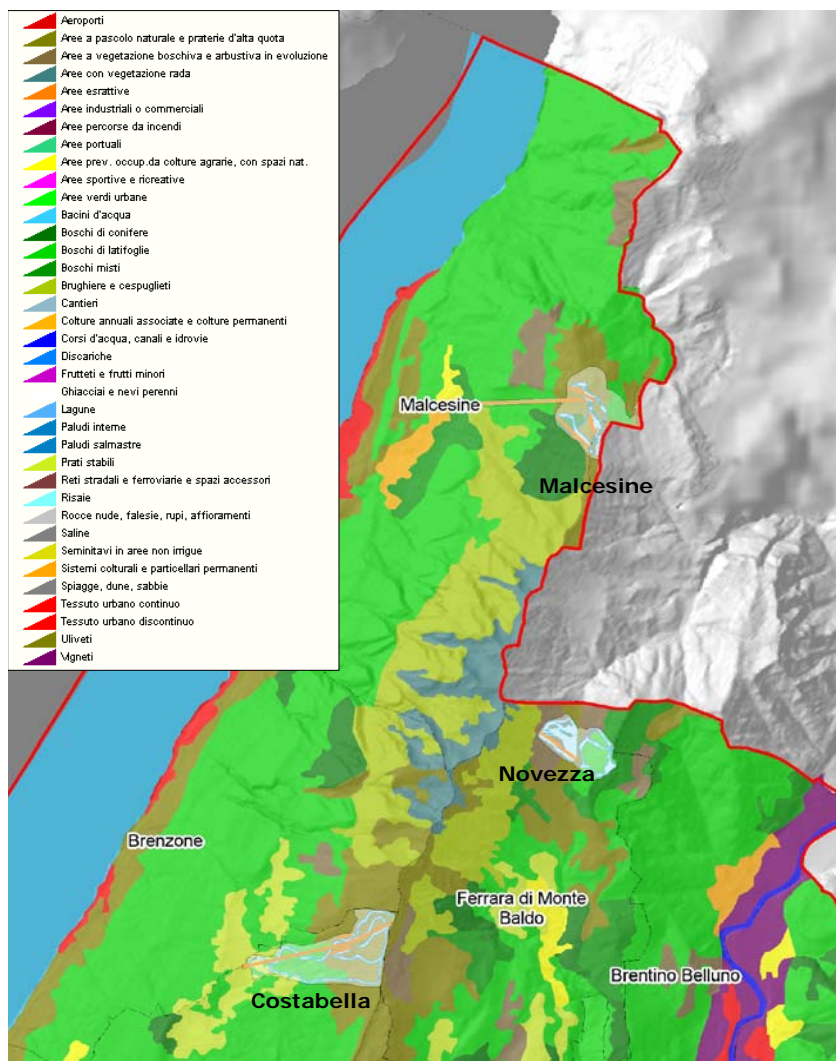 Aeroporti
Aree a pascolo naturale e praterie d'alta quota
Aree a vegetazione boschiva e arbustiva in evoluzione
Aree con vegetazione rada
Aree esrattive
Aree industriali o commerciali
Aree percorse da incendi
Aree portuali
Aree prev. occup.da colture agrarie, con spazi nat.
Aree sportive e ricreative
Aree verdi urbane
Bacini d'acqua
Boschi di conifere
Boschi di latifoglie
Boschi misti
Brughiere e cespuglieti
Cantieri
Colture annuali associate e colture permanenti
Corsi d'acqua, canali e idrovie
Discariche
Frutteti e frutti minori
Ghiacciai e nevi perenni
Lagune
Paludi interne
Paludi salmastre
Prati stabili
Reti stradali e ferroviarie e spazi accessori
Risaie
Rocce nude, falesie, rupi, affioramenti
Saline
Seminitavi in aree non irrigue
Sistemi colturali e particellari permanenti
Spiagge, dune, sabbie
Tessuto urbano continuo
Tessuto urbano discontinuo
Uliveti
Vigneti
Malcesine
Malcesine
Novezza
Brenzone
Ferrara di Monte
Baldo
Brentino Belluno
Costabella